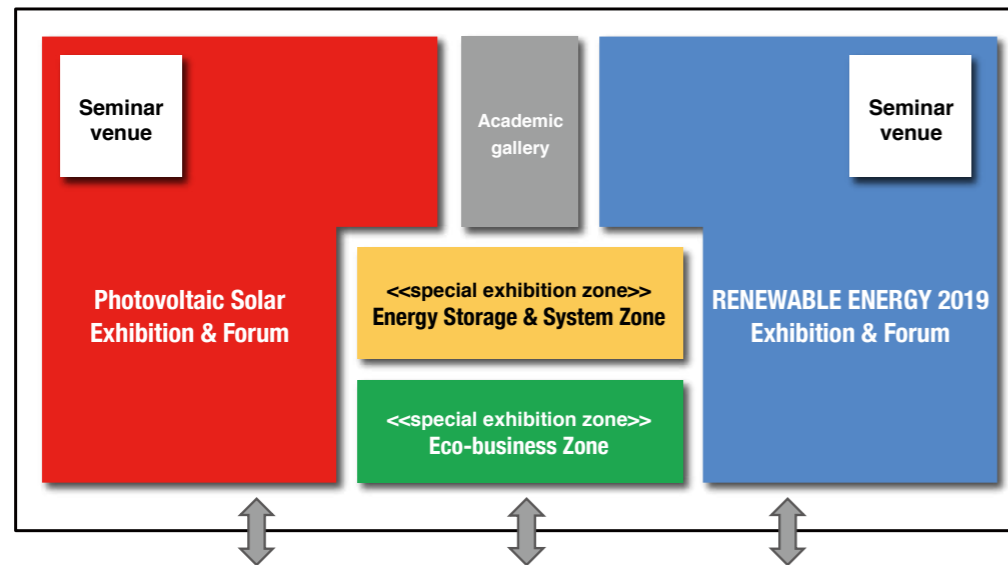 Seminar
venue
Academic
gallery
Seminar
venue
Photovoltaic Solar
Exhibition & Forum
<<special exhibition zone>>
Energy Storage & System Zone
RENEWABLE ENERGY 2019
Exhibition & Forum
<<special exhibition zone>>
Eco-business Zone